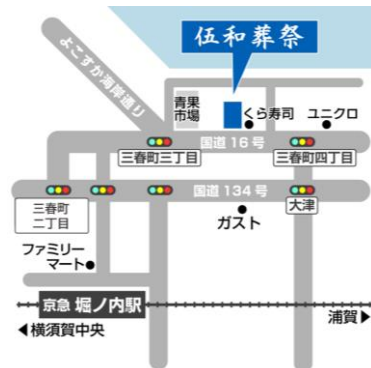 伍和葬祭
よこすか海岸通り
青果
市場
くら寿司
ユニクロ
国道16号
三春町三丁目
三春町四丁目
国道134号
三春町
二丁目
大津
ガスト
ファミリー
マート
京急 堀ノ内駅
◀横須賀中央
浦賀▶